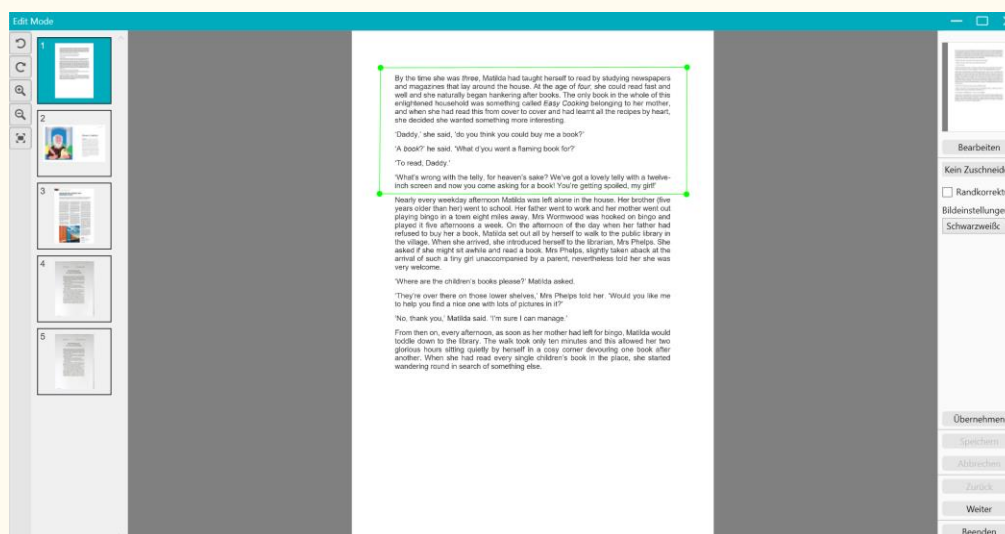 Edit Mode
1
2
3
4
5
By the time she was three, Matilda had taught herself to read by studying newspapers
and magazines that lay around the house. At the age of four, she could read fast and
well and she naturally began hankering after books. The only book in the whole of this
enlightened household was something called Easy Cooking belonging to her mother,
and when she had read this from cover to cover and had learnt all the recipes by heart,
she decided she wanted something more interesting.
'Daddy,' she said, 'do you think you could buy me a book?'
'A book?' he said. 'What d'you want a flaming book for?'
'To read, Daddy.'
'What's wrong with the telly, for heaven's sake? We've got a lovely telly with a twelve-
inch screen and now you come asking for a book! You're getting spoiled, my girl!'
Nearly every weekday afternoon Matilda was left alone in the house. Her brother (five
years older than her) went to school. Her father went to work and her mother went out
playing bingo in a town eight miles away. Mrs Wormwood was hooked on bingo and
played it five afternoons a week. On the afternoon of the day when her father had
refused to buy her a book, Matilda set out all by herself to walk to the public library in
the village. When she arrived, she introduced herself to the librarian, Mrs Phelps. She
asked if she might sit awhile and read a book. Mrs Phelps, slightly taken aback at the
arrival of such a tiny girl unaccompanied by a parent, nevertheless told her she was
very welcome.
'Where are the children's books please?' Matilda asked.
'They're over there on those lower shelves,' Mrs Phelps told her. 'Would you like me
to help you find a nice one with lots of pictures in it?'
'No, thank you,' Matilda said. 'I'm sure I can manage.'
From then on, every afternoon, as soon as her mother had left for bingo, Matilda would
toddle down to the library. The walk took only ten minutes and this allowed her two
glorious hours sitting quietly by herself in a cosy corner devouring one book after
another. When she had read every single children's book in the place, she started
wandering round in search of something else.
Bearbeiten
Kein Zuschneid
Randkorrekt
Bildeinstellunge
Schwarzweiß
Übernehmen
Speichern
Abbrechen
Zurück
Weiter
Beenden